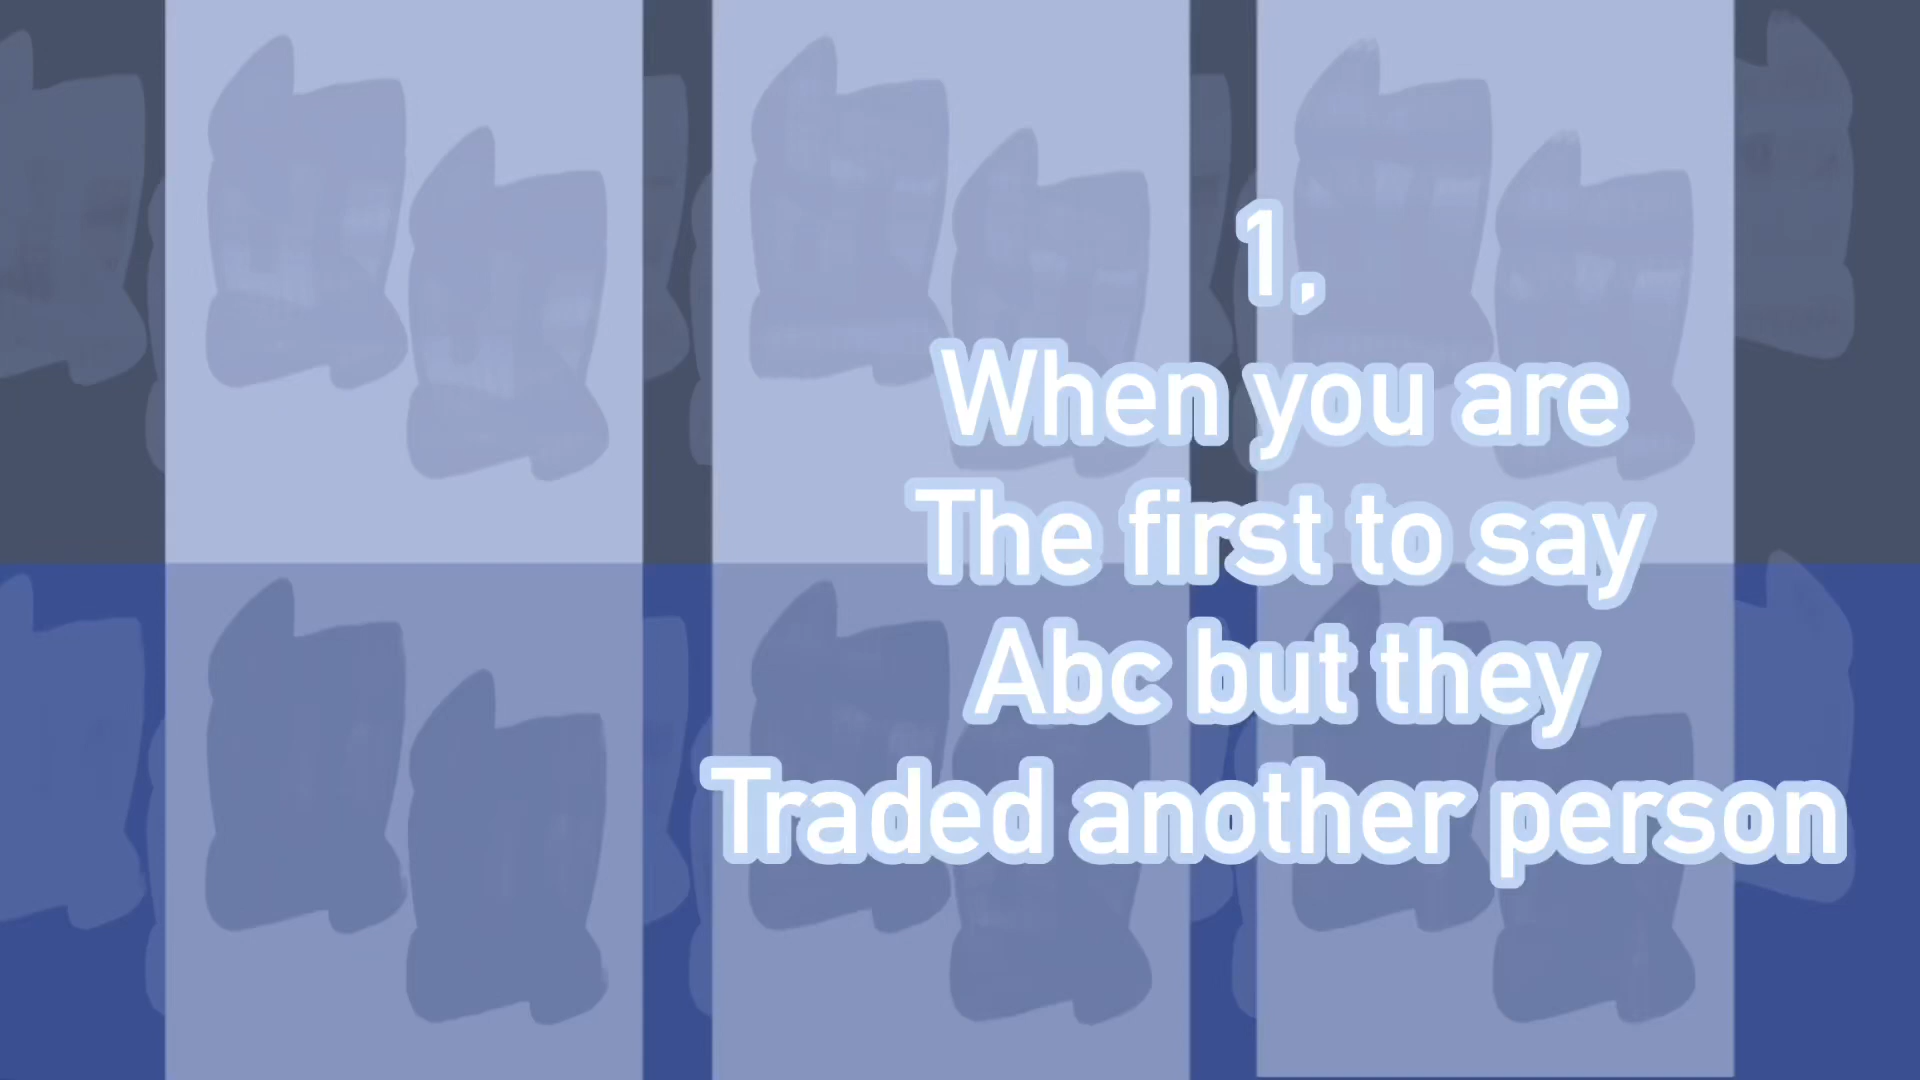 1,
When you are
The first to say
Abc but they
Traded another person